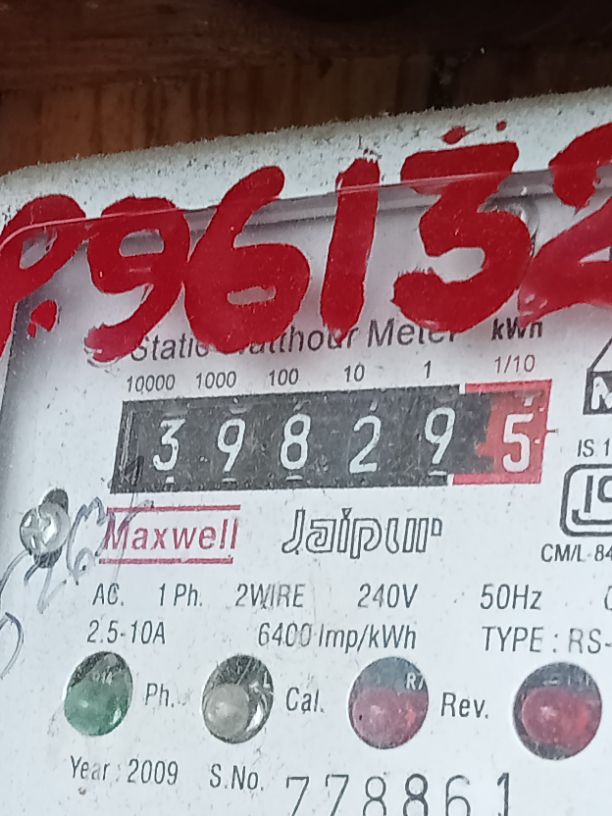 P.96132
Static Watthour Meter kWh
10000 1000 100 10 1 1/10
3 9 8 2 9 5
IS 1
Maxwell Jaipur
CM/L-84
AC. 1 Ph. 2WIRE 240V 50Hz
2.5-10A 6400 Imp/kWh TYPE : RS-
Ph. Cal. Rev.
Year : 2009 S.No. 778861